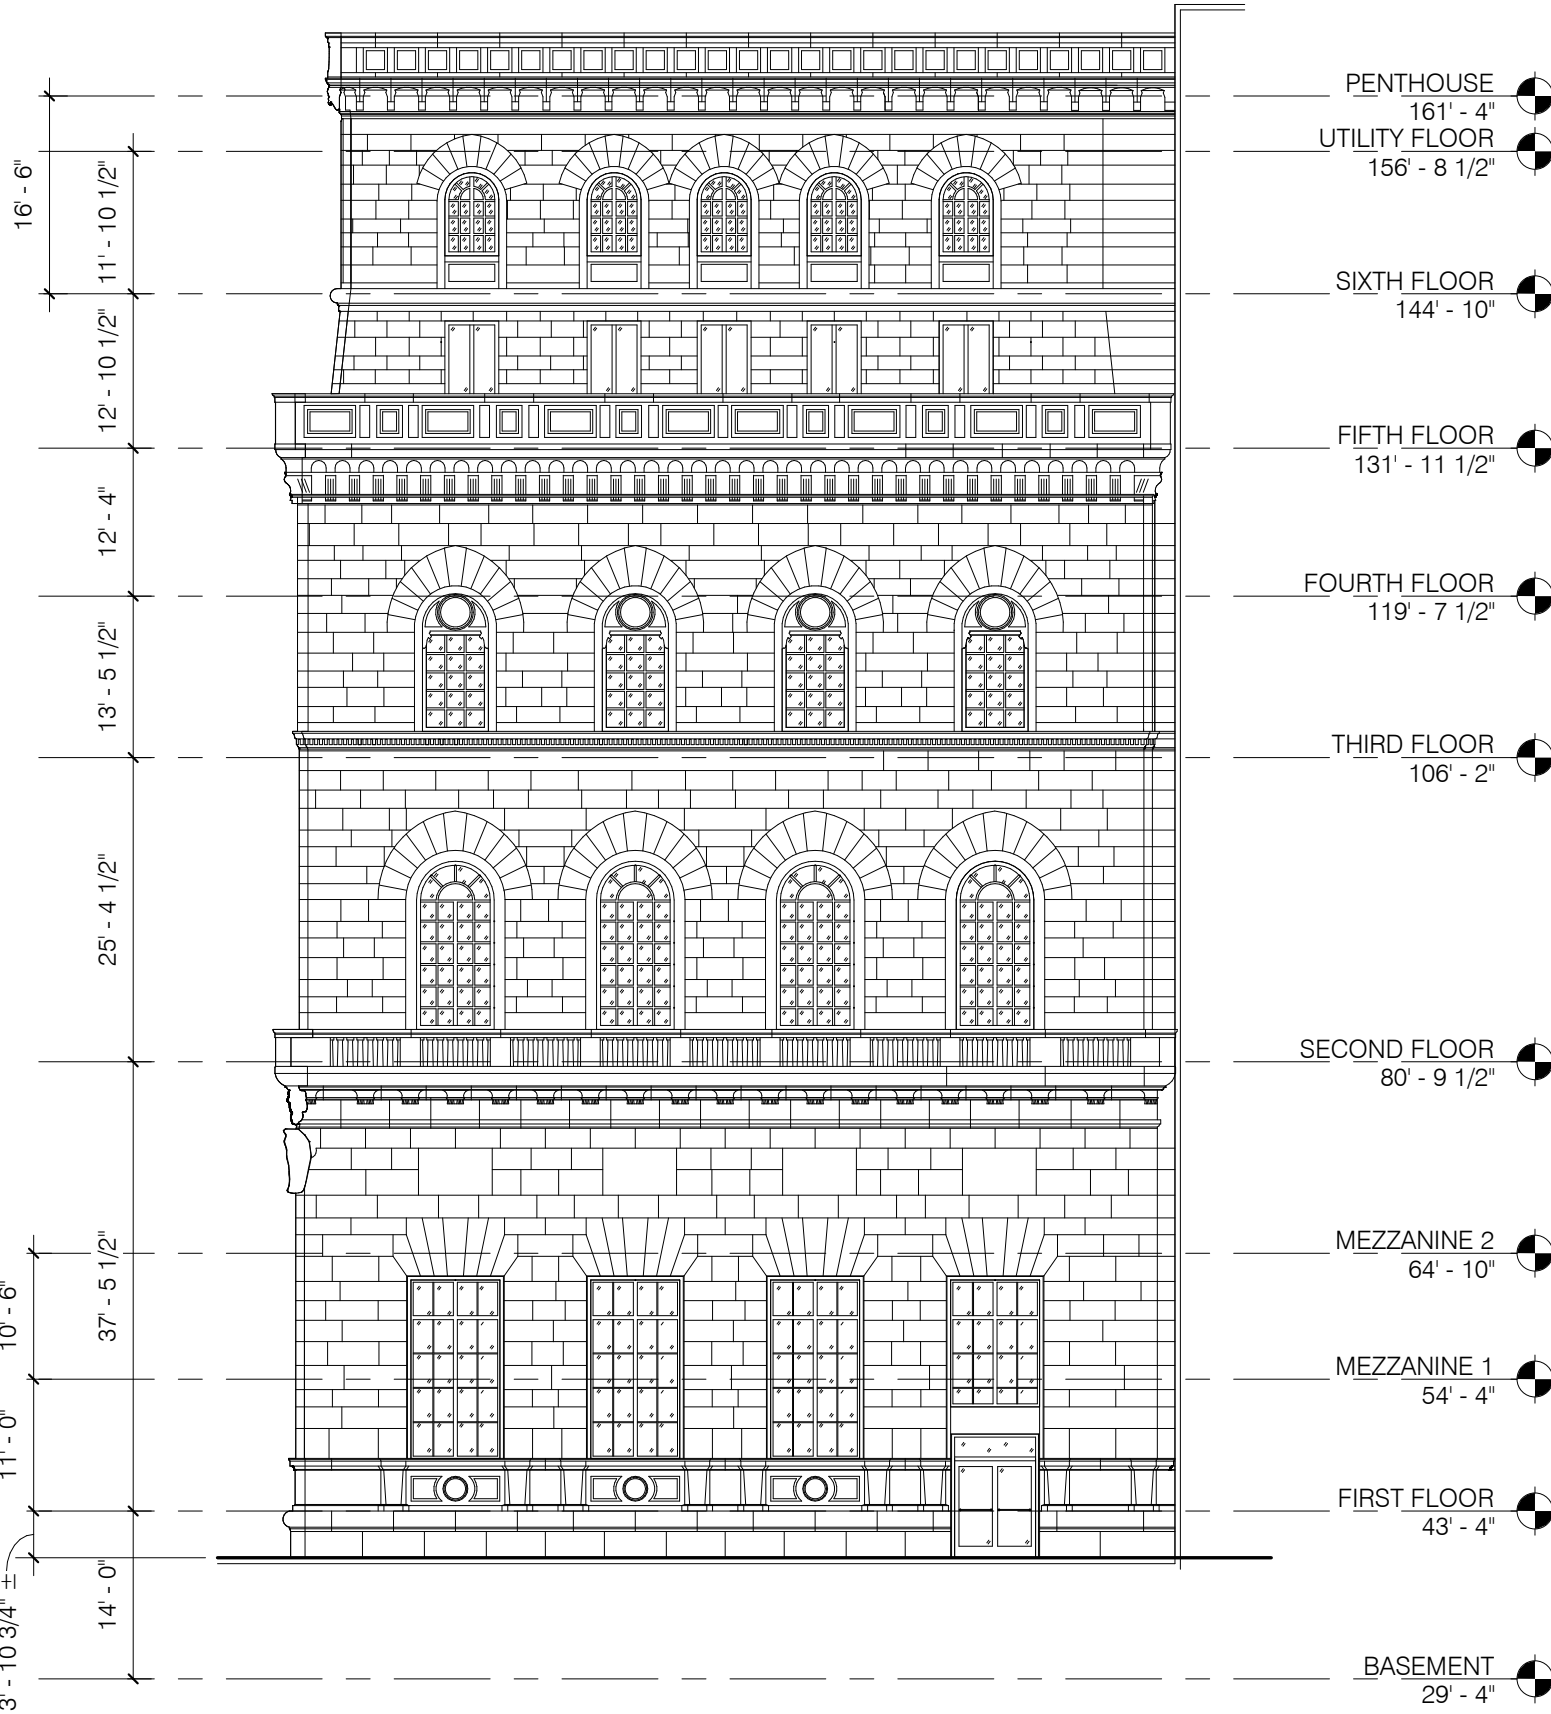 PENTHOUSE
161' - 4"
UTILITY FLOOR
156' - 8 1/2"
SIXTH FLOOR
144' - 10"
FIFTH FLOOR
131' - 11 1/2"
FOURTH FLOOR
119' - 7 1/2"
THIRD FLOOR
106' - 2"
SECOND FLOOR
80' - 9 1/2"
MEZZANINE 2
64' - 10"
MEZZANINE 1
54' - 4"
FIRST FLOOR
43' - 4"
BASEMENT
29' - 4"
16' - 6"
11' - 10 1/2"
12' - 10 1/2"
12' - 4"
13' - 5 1/2"
25' - 4 1/2"
37' - 5 1/2"
10' - 6"
11' - 0"
14' - 0"
3' - 10 3/4" ±